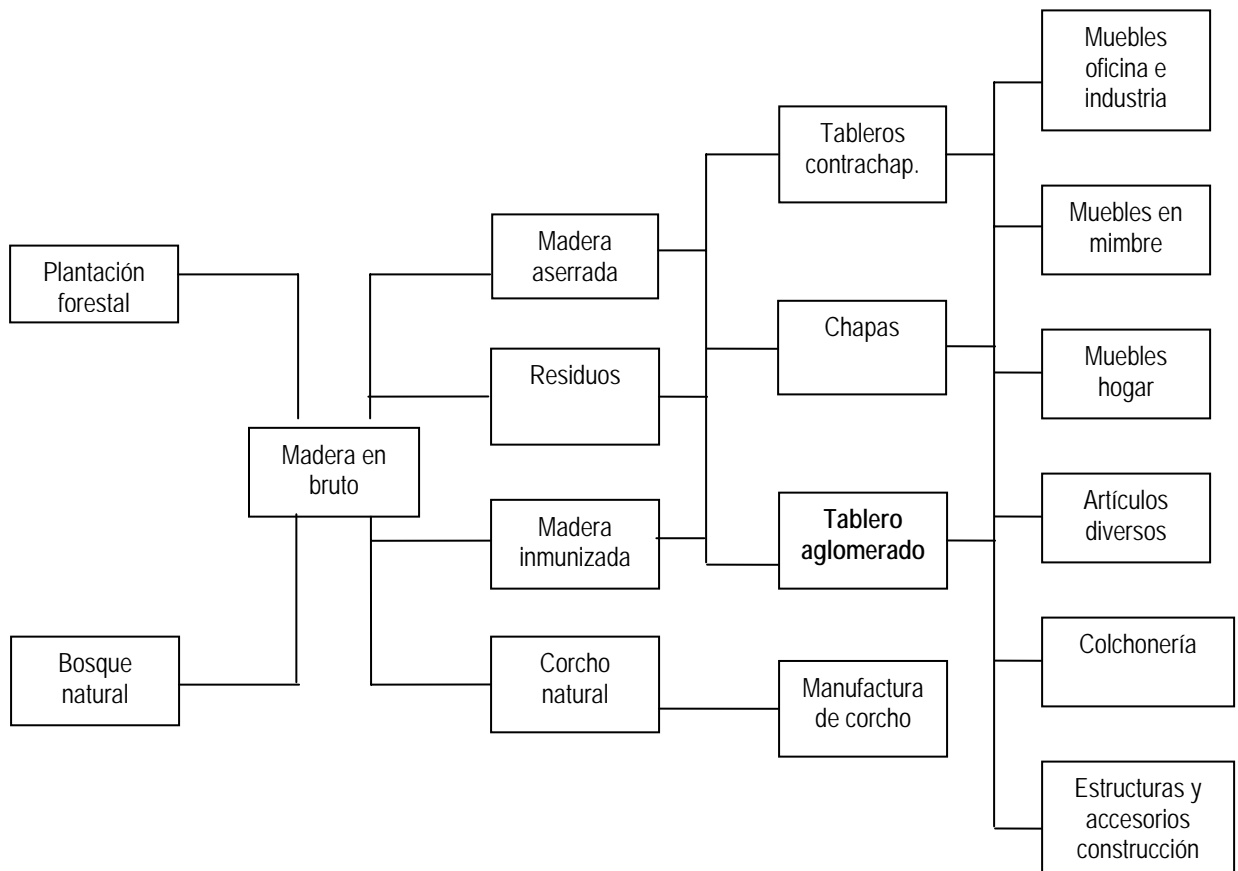 Plantación
forestal
Bosque
natural
Madera en
bruto
Madera
aserrada
Residuos
Madera
inmunizada
Corcho
natural
Tableros
contrachap.
Chapas
Tablero
aglomerado
Manufactura
de corcho
Muebles
oficina e
industria
Muebles en
mimbre
Muebles
hogar
Artículos
diversos
Colchonería
Estructuras y
accesorios
construcción